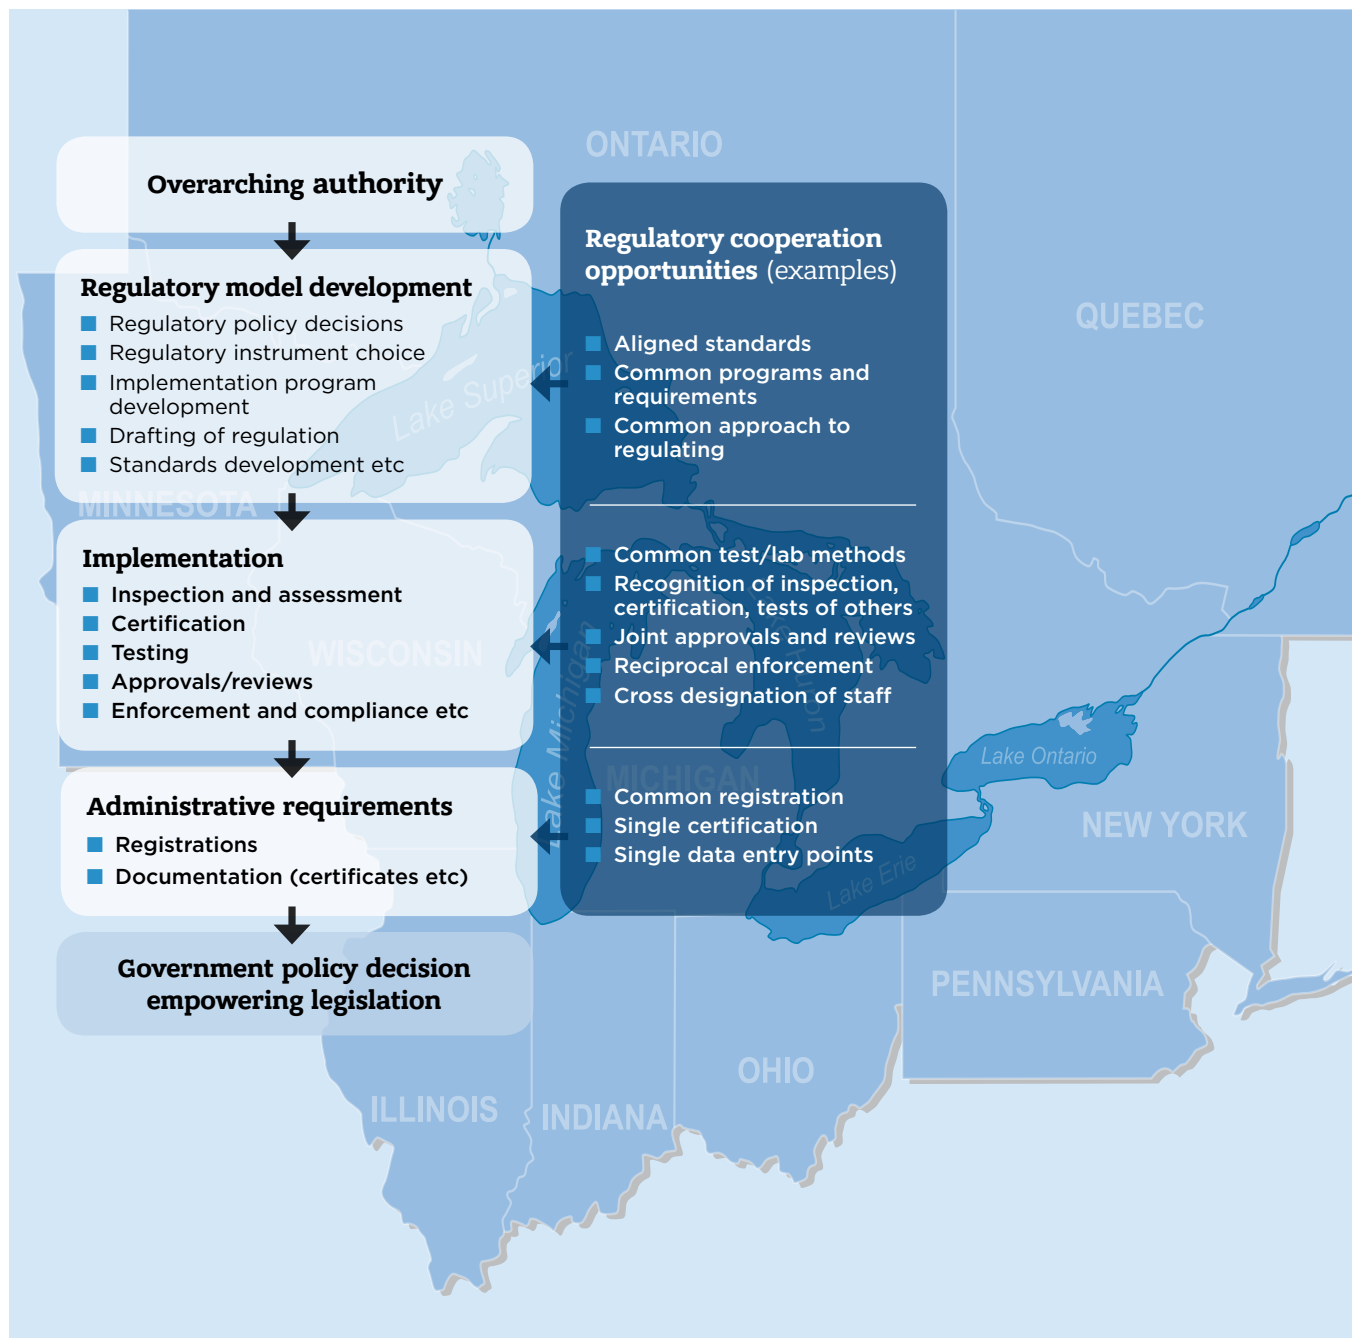 ONTARIO
QUEBEC
MINNESOTA
WISCONSIN
MICHIGAN
NEW YORK
PENNSYLVANIA
OHIO
INDIANA
ILLINOIS
Lake Superior
Lake Michigan
Lake Huron
Lake Erie
Lake Ontario
Overarching authority
Regulatory model development
Regulatory policy decisions
Regulatory instrument choice
Implementation program
development
Drafting of regulation
Standards development etc
Implementation
Inspection and assessment
Certification
Testing
Approvals/reviews
Enforcement and compliance etc
Administrative requirements
Registrations
Documentation (certificates etc)
Government policy decision
empowering legislation
Regulatory cooperation
opportunities (examples)
Aligned standards
Common programs and
requirements
Common approach to
regulating
Common test/lab methods
Recognition of inspection,
certification, tests of others
Joint approvals and reviews
Reciprocal enforcement
Cross designation of staff
Common registration
Single certification
Single data entry points